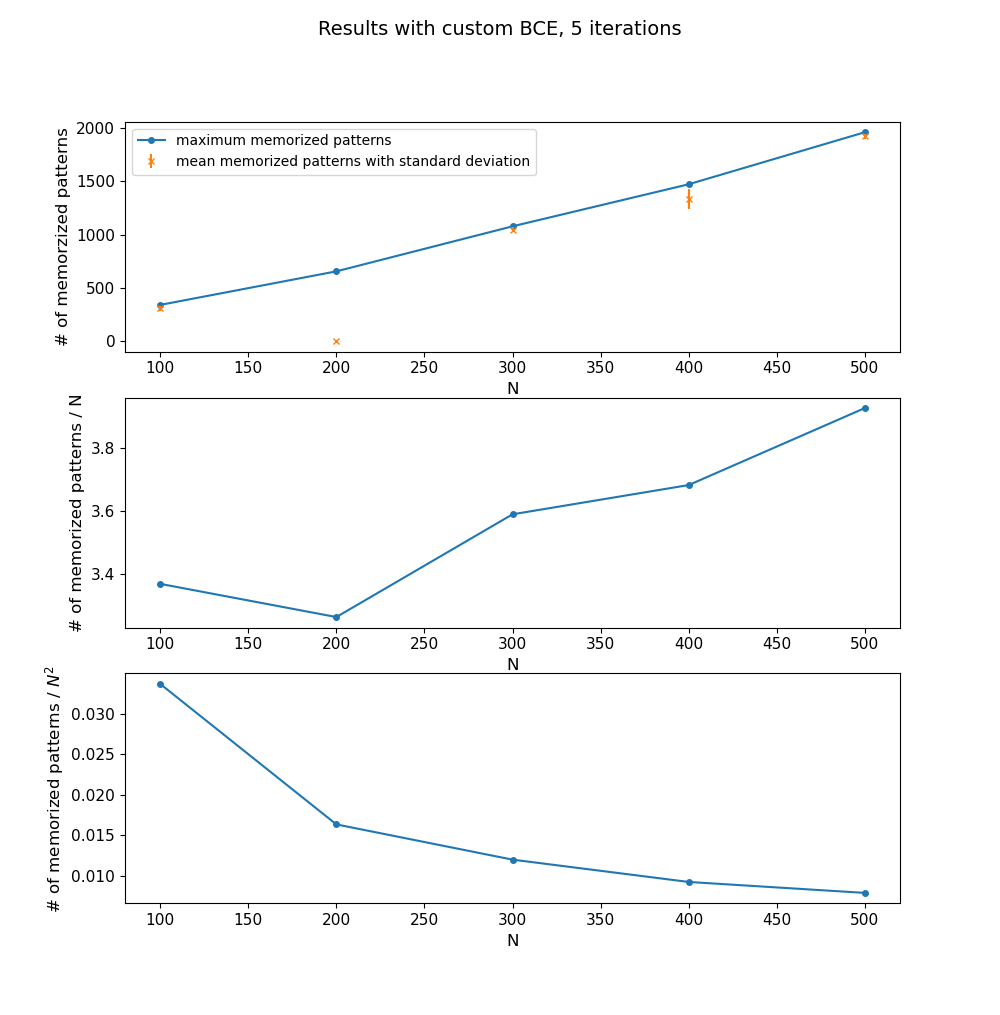 Results with custom BCE, 5 iterations
# of memorzized patterns
2000
1500
1000
500
0
maximum memorized patterns
mean memorized patterns with standard deviation
100 150 200 250 300 350 400 450 500
N
# of memorized patterns / N
3.8
3.6
3.4
100 150 200 250 300 350 400 450 500
N
# of memorized patterns / N²
0.030
0.025
0.020
0.015
0.010
100 150 200 250 300 350 400 450 500
N